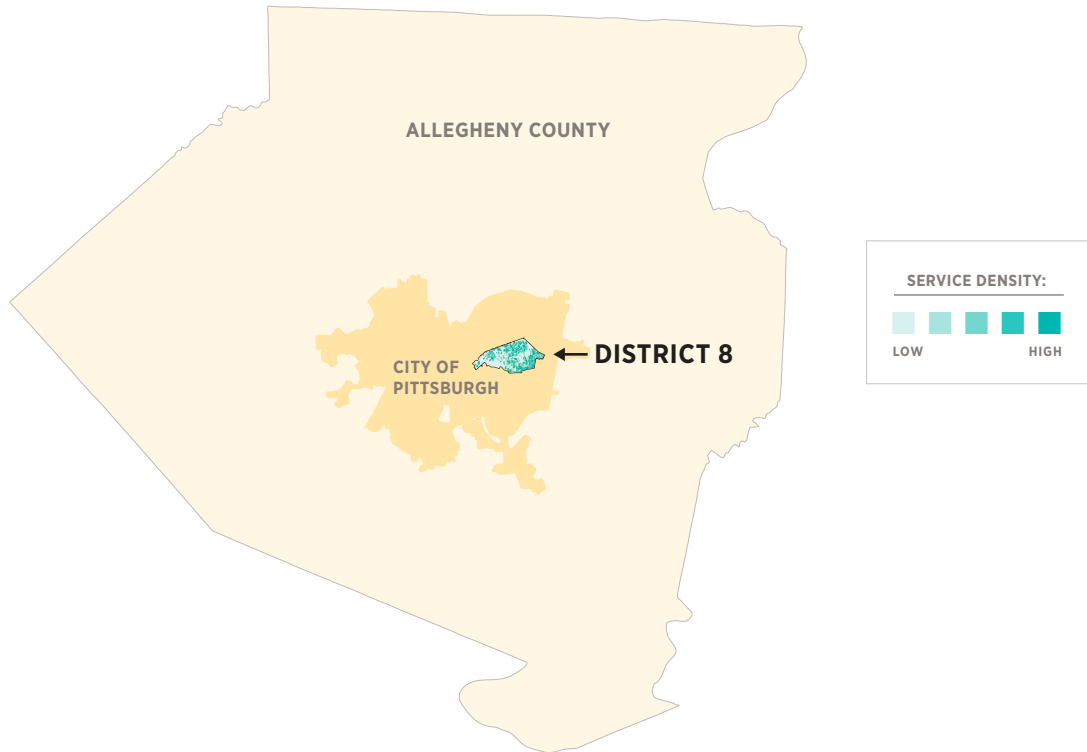 ALLEGHENY COUNTY
SERVICE DENSITY:
LOW HIGH
DISTRICT 8
CITY OF
PITTSBURGH